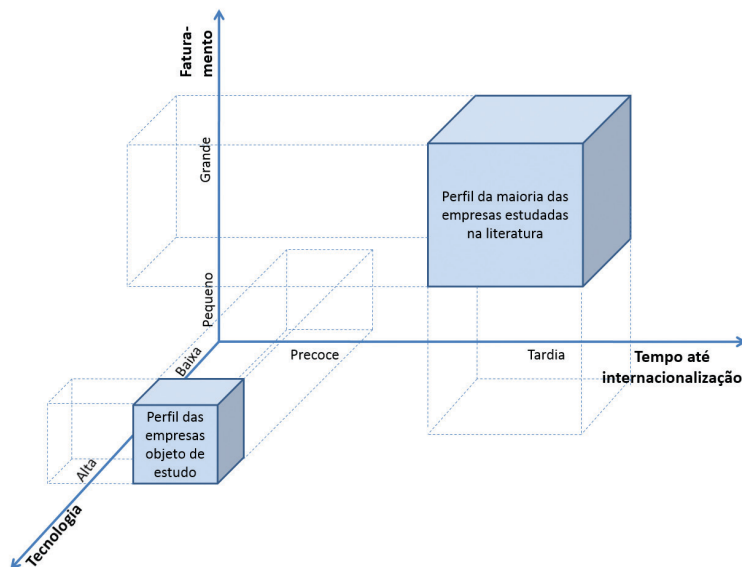 Fatura-
mento
Grande
Pequeno
Perfil da maioria das
empresas estudadas
na literatura
Precoce
Tardia
Tempo até
internacionalização
Baixa
Alta
Tecnologia
Perfil das
empresas
objeto de
estudo